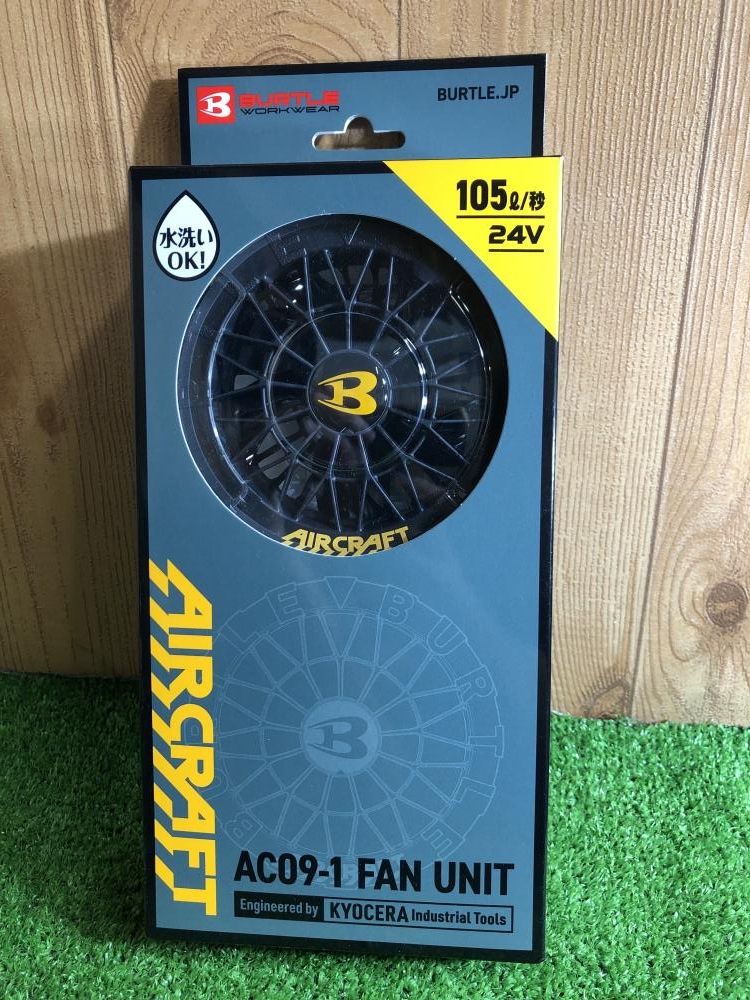 BURTLE
WORKWEAR
BURTLE.JP
105ℓ/秒
24V
水洗い
OK!
B
AIRCRAFT
AIRCRAFT
BURTLE
B
AC09-1 FAN UNIT
Engineered by KYOCERA Industrial Tools